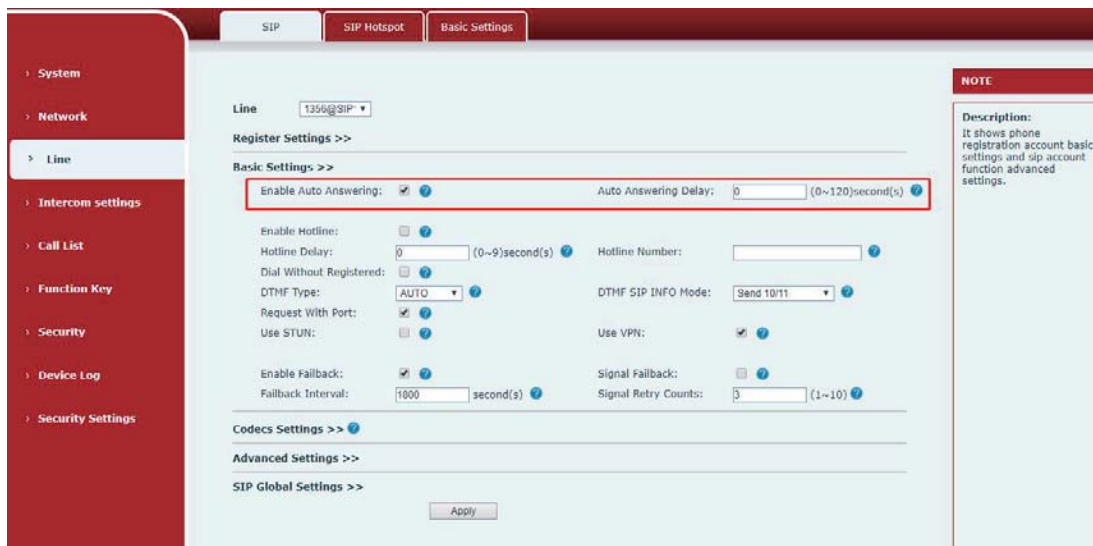 SIP
SIP Hotspot
Basic Settings
› System
› Network
› Line
› Intercom settings
› Call List
› Function Key
› Security
› Device Log
› Security Settings
Line 1356@SIP
Register Settings >>
Basic Settings >>
Enable Auto Answering: Auto Answering Delay: 0 (0~120)second(s)
Enable Hotline:
Hotline Delay: 0 (0~9)second(s) Hotline Number:
Dial Without Registered:
DTMF Type: AUTO DTMF SIP INFO Mode: Send 10/11
Request With Port:
Use STUN: Use VPN:
Enable Failback: Signal Failback:
Failback Interval: 1800 second(s) Signal Retry Counts: 3 (1~10)
Codecs Settings >>
Advanced Settings >>
SIP Global Settings >>
Apply
NOTE
Description:
It shows phone
registration account basic
settings and sip account
function advanced
settings.